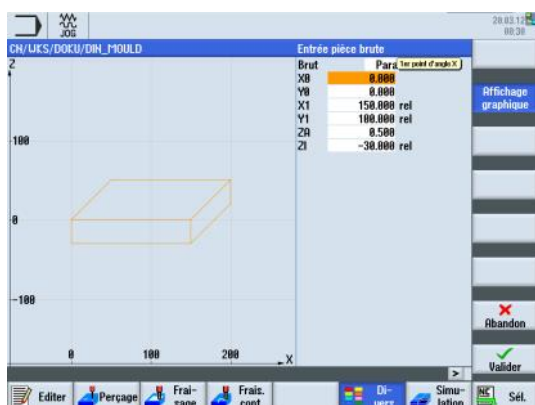 JOG
20.03.12
08:38
CN/WKS/DOKU/DIN_MOULD
Entrée pièce brute
Z
Brut Para 1er point d'angle X
X0 0.000
Y0 0.000
X1 150.000 rel
Y1 100.000 rel
ZA 0.500
ZI -30.000 rel
Affichage
graphique
100
0
-100
0 100 200 X
Abandon
Valider
>
Editer Perçage Frai-
sage Frais.
cont. Di-
vers Simu-
lation NC Sél.